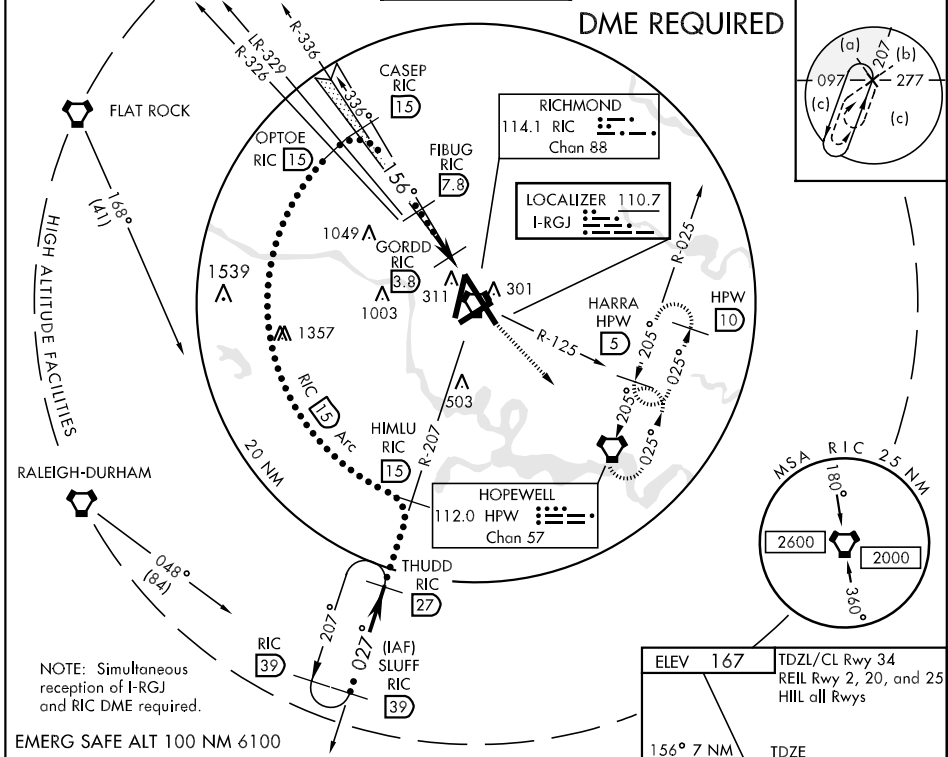 DME REQUIRED
R-336
LR-329
R-326
336°
CASEP
RIC
15
FLAT ROCK
OPTOE
RIC 15
156°
FIBUG
RIC
7.8
RICHMOND
114.1 RIC
Chan 88
LOCALIZER 110.7
I-RGJ
(a)
207
(b)
097
277
(c)
(c)
168°
(41)
HIGH ALTITUDE FACILITIES
1049
GORDD
RIC
3.8
1539
1003
311
301
1357
R-025
HARRA
HPW
5
HPW
10
205°
025°
R-125
205°
025°
503
RIC 15 Arc
R-207
HIMLU
RIC
15
20 NM
RALEIGH-DURHAM
048°
(84)
HOPEWELL
112.0 HPW
Chan 57
MSA RIC 25 NM
180°
2600
2000
360°
THUDD
RIC
27
207°
027°
(IAF)
SLUFF
RIC
39
RIC
39
NOTE: Simultaneous
reception of I-RGJ
and RIC DME required.
EMERG SAFE ALT 100 NM 6100
ELEV 167
TDZL/CL Rwy 34
REIL Rwy 2, 20, and 25
HIIL all Rwys
156° 7 NM
TDZE